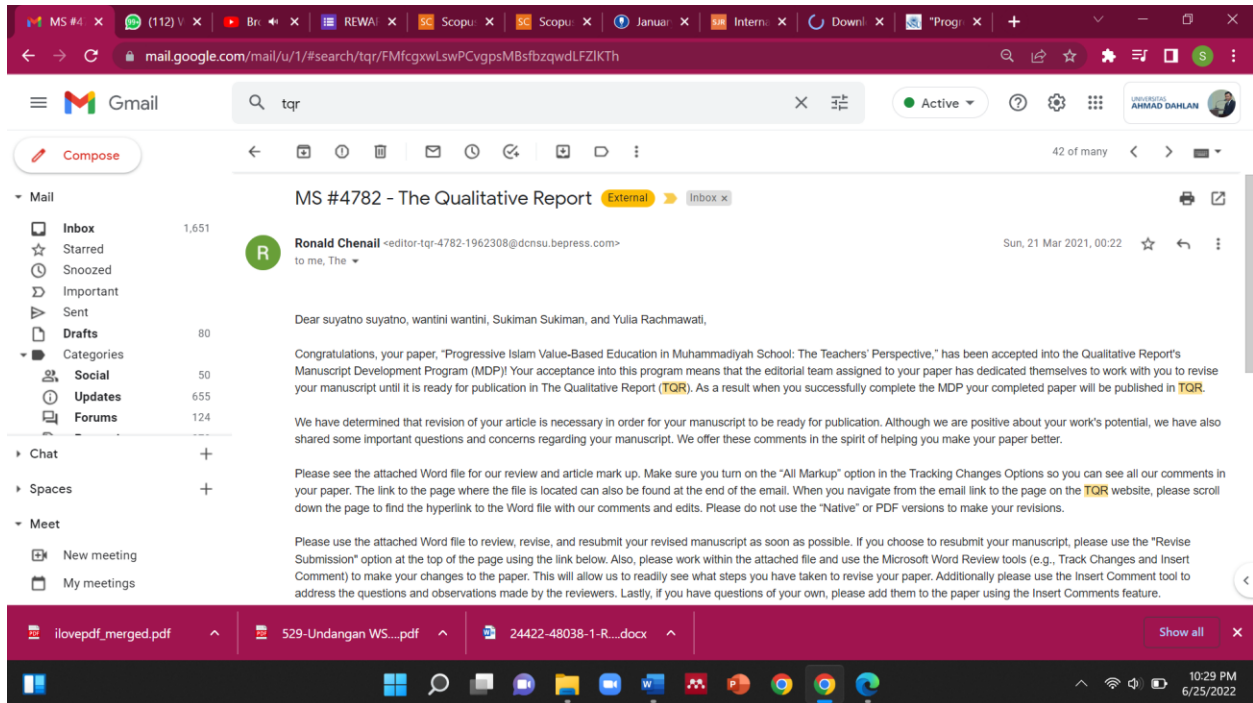 MS #4
(112) V
Bro
REWAR
Scopus
Scopus
Januar
Interna
Downl
"Progre
mail.google.com/mail/u/1/#search/tqr/FMfcgxwLswPCvgpsMBsfbzqwdLFZlKTh
S
Gmail
tqr
Active
UNIVERSITAS
AHMAD DAHLAN
Compose
42 of many
Mail
Inbox 1,651
Starred
Snoozed
Important
Sent
Drafts 80
Categories
Social 50
Updates 655
Forums 124
Chat
Spaces
Meet
New meeting
My meetings
MS #4782 - The Qualitative Report External Inbox x
R
Ronald Chenail <editor-tqr-4782-1962308@dcnsu.bepress.com> Sun, 21 Mar 2021, 00:22
to me, The
Dear suyatno suyatno, wantini wantini, Sukiman Sukiman, and Yulia Rachmawati,
Congratulations, your paper, "Progressive Islam Value-Based Education in Muhammadiyah School: The Teachers' Perspective," has been accepted into the Qualitative Report's
Manuscript Development Program (MDP)! Your acceptance into this program means that the editorial team assigned to your paper has dedicated themselves to work with you to revise
your manuscript until it is ready for publication in The Qualitative Report (TQR). As a result when you successfully complete the MDP your completed paper will be published in TQR.
We have determined that revision of your article is necessary in order for your manuscript to be ready for publication. Although we are positive about your work's potential, we have also
shared some important questions and concerns regarding your manuscript. We offer these comments in the spirit of helping you make your paper better.
Please see the attached Word file for our review and article mark up. Make sure you turn on the "All Markup" option in the Tracking Changes Options so you can see all our comments in
your paper. The link to the page where the file is located can also be found at the end of the email. When you navigate from the email link to the page on the TQR website, please scroll
down the page to find the hyperlink to the Word file with our comments and edits. Please do not use the "Native" or PDF versions to make your revisions.
Please use the attached Word file to review, revise, and resubmit your revised manuscript as soon as possible. If you choose to resubmit your manuscript, please use the "Revise
Submission" option at the top of the page using the link below. Also, please work within the attached file and use the Microsoft Word Review tools (e.g., Track Changes and Insert
Comment) to make your changes to the paper. This will allow us to readily see what steps you have taken to revise your paper. Additionally please use the Insert Comment tool to
address the questions and observations made by the reviewers. Lastly, if you have questions of your own, please add them to the paper using the Insert Comments feature.
ilovepdf_merged.pdf
529-Undangan WS....pdf
24422-48038-1-R....docx
Show all
10:29 PM
6/25/2022